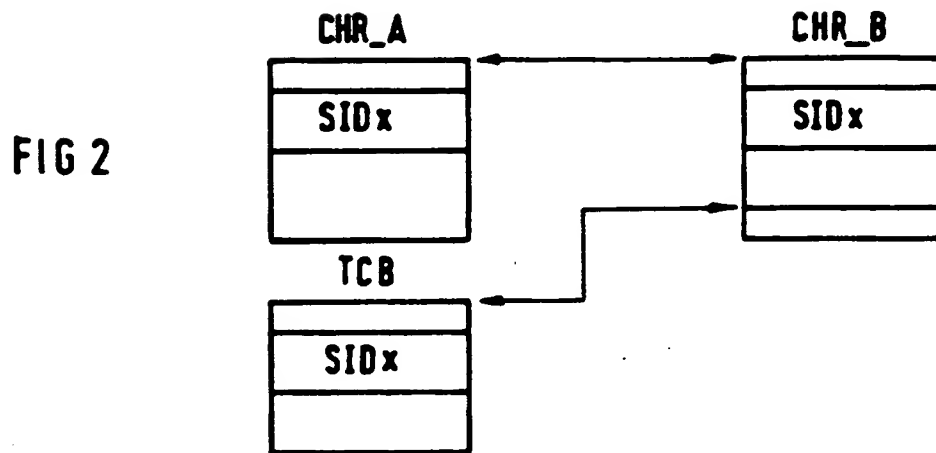 CHR_A
CHR_B
SIDx
SIDx
FIG 2
TCB
SIDx